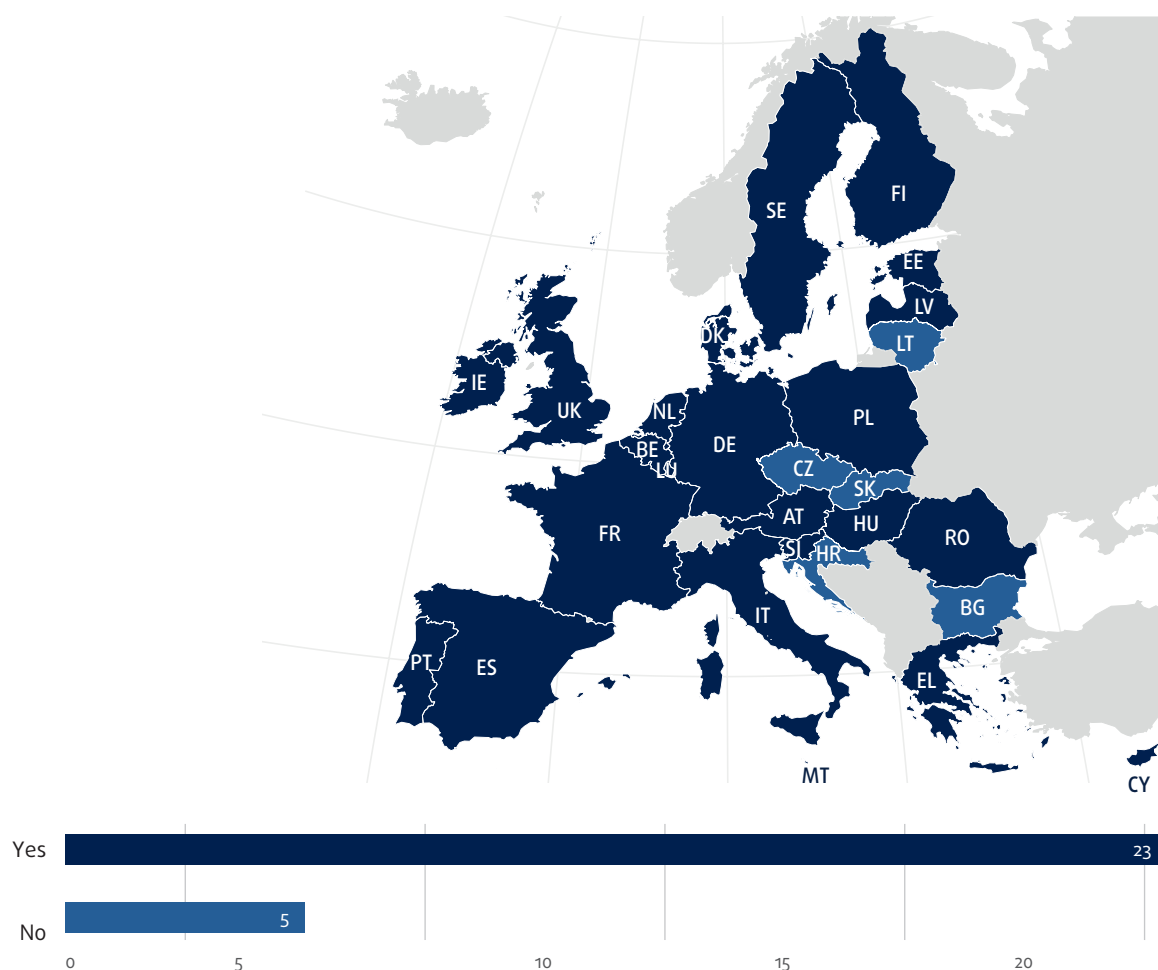 SE
FI
EE
LV
DK
LT
IE
UK
NL
PL
DE
BE
LU
CZ
SK
AT
HU
FR
SI
HR
RO
BG
IT
PT
ES
EL
MT
CY
Yes
23
No
5
0 5 10 15 20